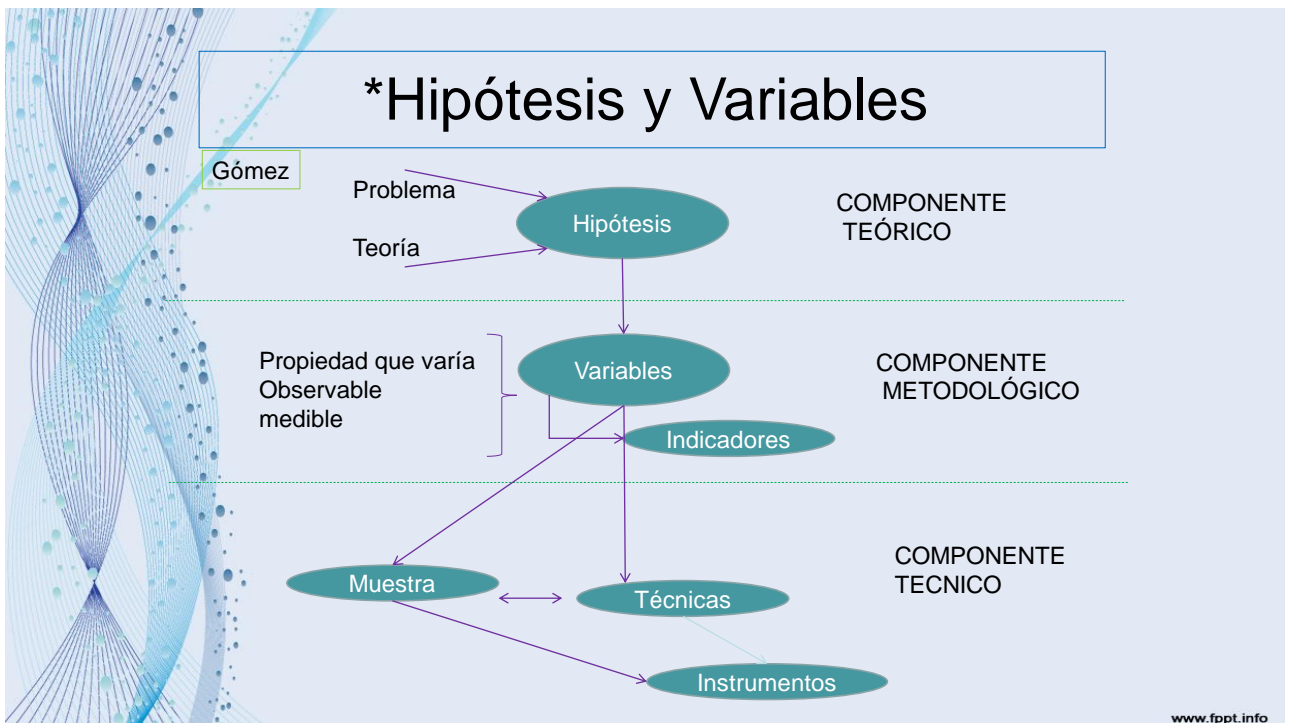 *Hipótesis y Variables
Gómez
Problema
Hipótesis
COMPONENTE
TEÓRICO
Teoría
Propiedad que varía
Observable
medible
Variables
COMPONENTE
METODOLÓGICO
Indicadores
COMPONENTE
TECNICO
Muestra
Técnicas
Instrumentos
www.fppt.info